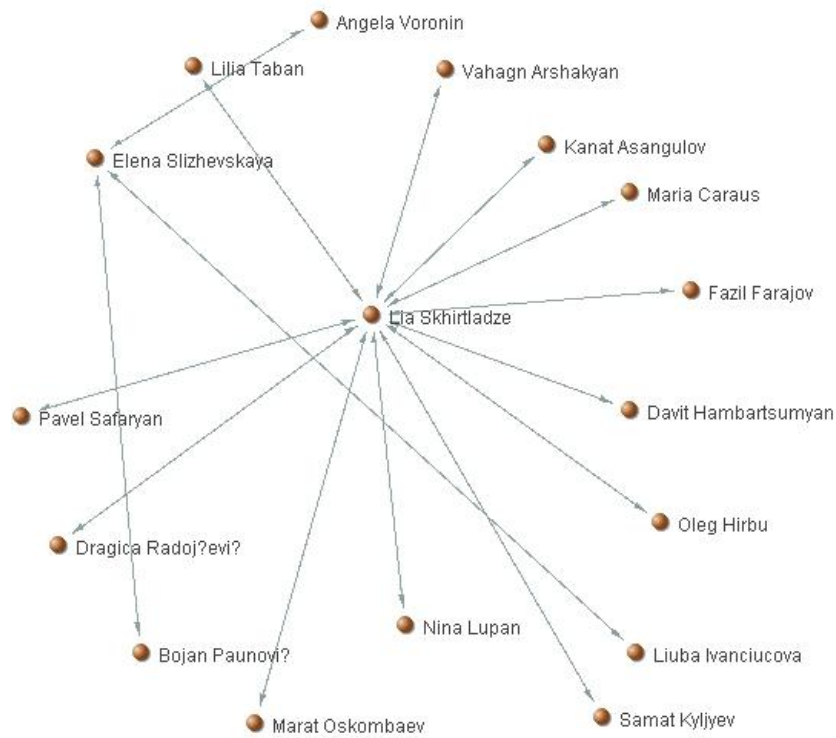 Angela Voronin
Lilia Taban
Vahagn Arshakyan
Kanat Asangulov
Elena Slizhevskaya
Maria Caraus
Fazil Farajov
Lia Skhirtladze
Pavel Safaryan
Davit Hambartsumyan
Oleg Hirbu
Dragica Radoj?evi?
Nina Lupan
Bojan Paunovi?
Liuba Ivanciucova
Marat Oskombaev
Samat Kyljyev